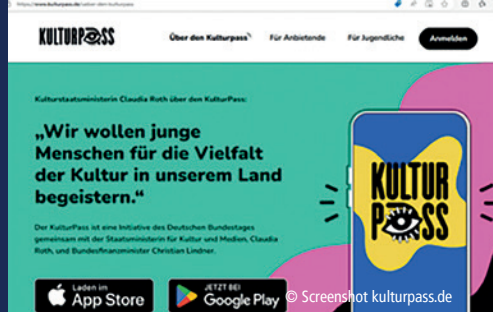 https://www.kulturpass.de/ueber-den-kulturpass
KULTURPASS
Über den Kulturpass
Für Anbietende
Für Jugendliche
Anmelden
Kulturstaatsministerin Claudia Roth über den KulturPass:
„Wir wollen junge
Menschen für die Vielfalt
der Kultur in unserem Land
begeistern.“
Der KulturPass ist eine Initiative des Deutschen Bundestages
gemeinsam mit der Staatsministerin für Kultur und Medien, Claudia
Roth, und Bundesfinanzminister Christian Lindner.
KULTUR
PASS
Laden im
App Store
JETZT BEI
Google Play
© Screenshot kulturpass.de